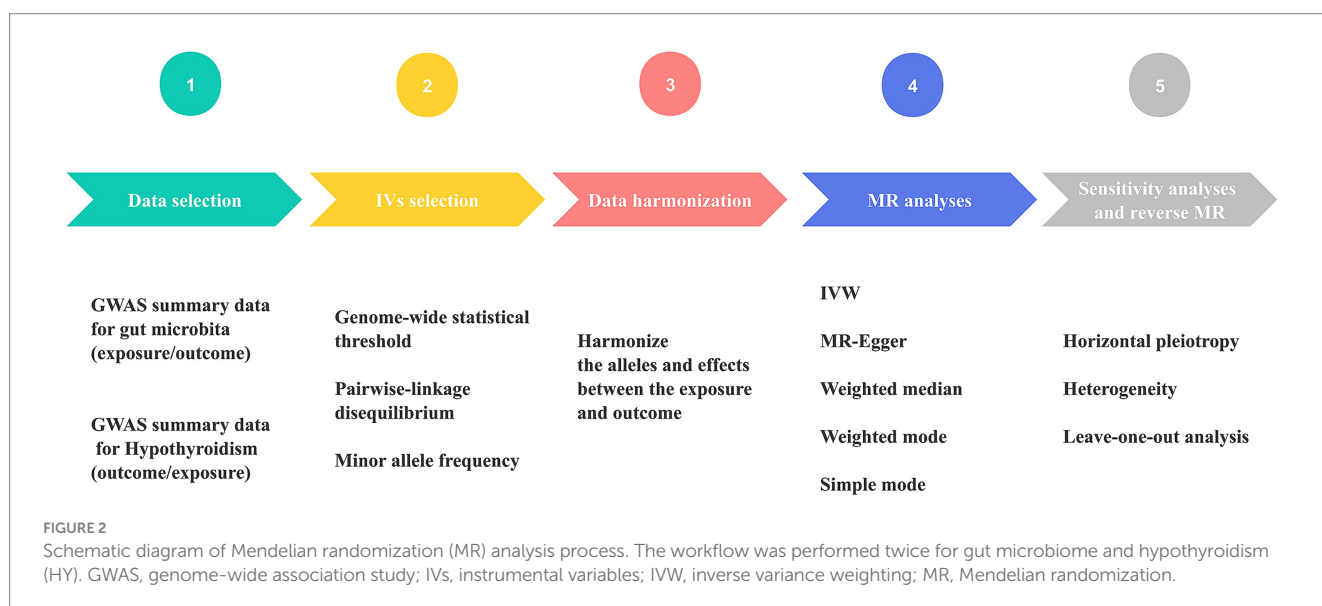 1
2
3
4
5
Data selection
IVs selection
Data harmonization
MR analyses
Sensitivity analyses
and reverse MR
GWAS summary data
for gut microbita
(exposure/outcome)
GWAS summary data
for Hypothyroidism
(outcome/exposure)
Genome-wide statistical
threshold
Pairwise-linkage
disequilibrium
Minor allele frequency
Harmonize
the alleles and effects
between the exposure
and outcome
IVW
MR-Egger
Weighted median
Weighted mode
Simple mode
Horizontal pleiotropy
Heterogeneity
Leave-one-out analysis
FIGURE 2
Schematic diagram of Mendelian randomization (MR) analysis process. The workflow was performed twice for gut microbiome and hypothyroidism
(HY). GWAS, genome-wide association study; IVs, instrumental variables; IVW, inverse variance weighting; MR, Mendelian randomization.